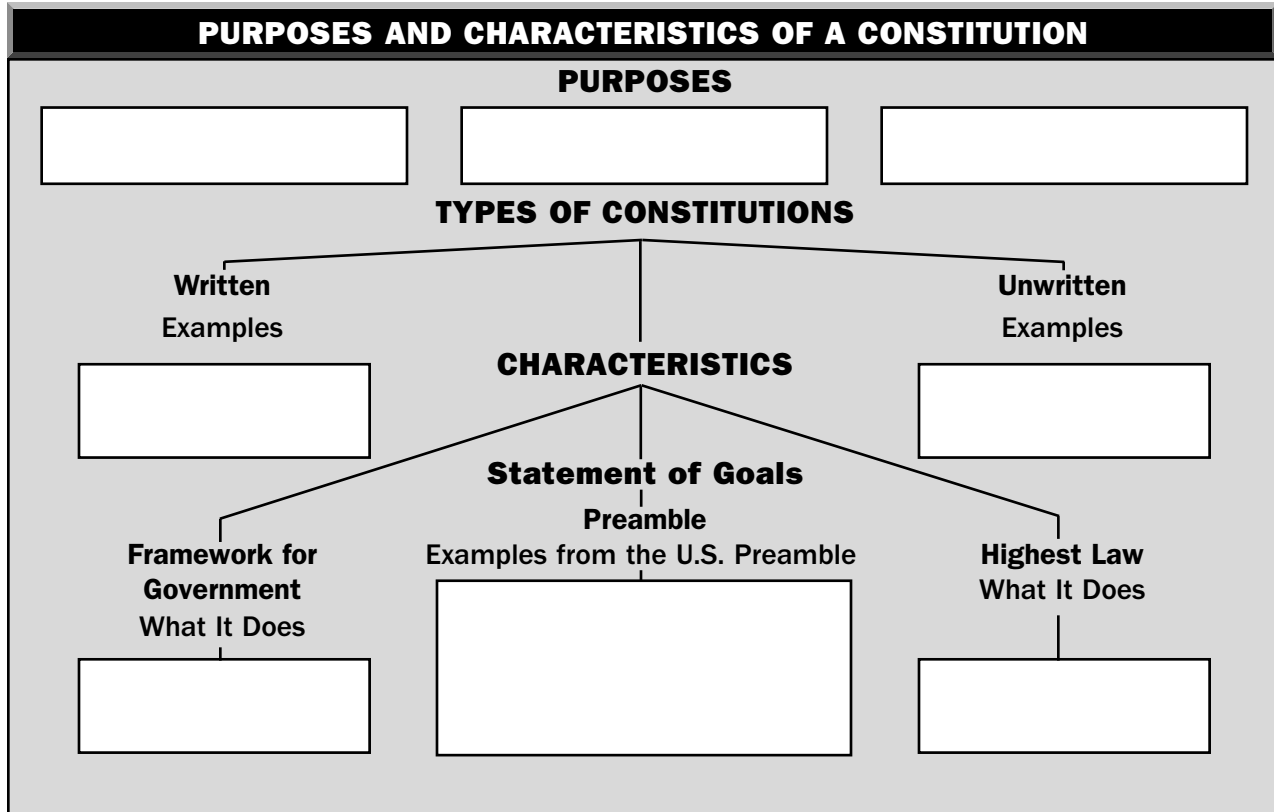 PURPOSES AND CHARACTERISTICS OF A CONSTITUTION
PURPOSES
TYPES OF CONSTITUTIONS
Written
Examples
Unwritten
Examples
CHARACTERISTICS
Statement of Goals
Preamble
Examples from the U.S. Preamble
Framework for
Government
What It Does
Highest Law
What It Does